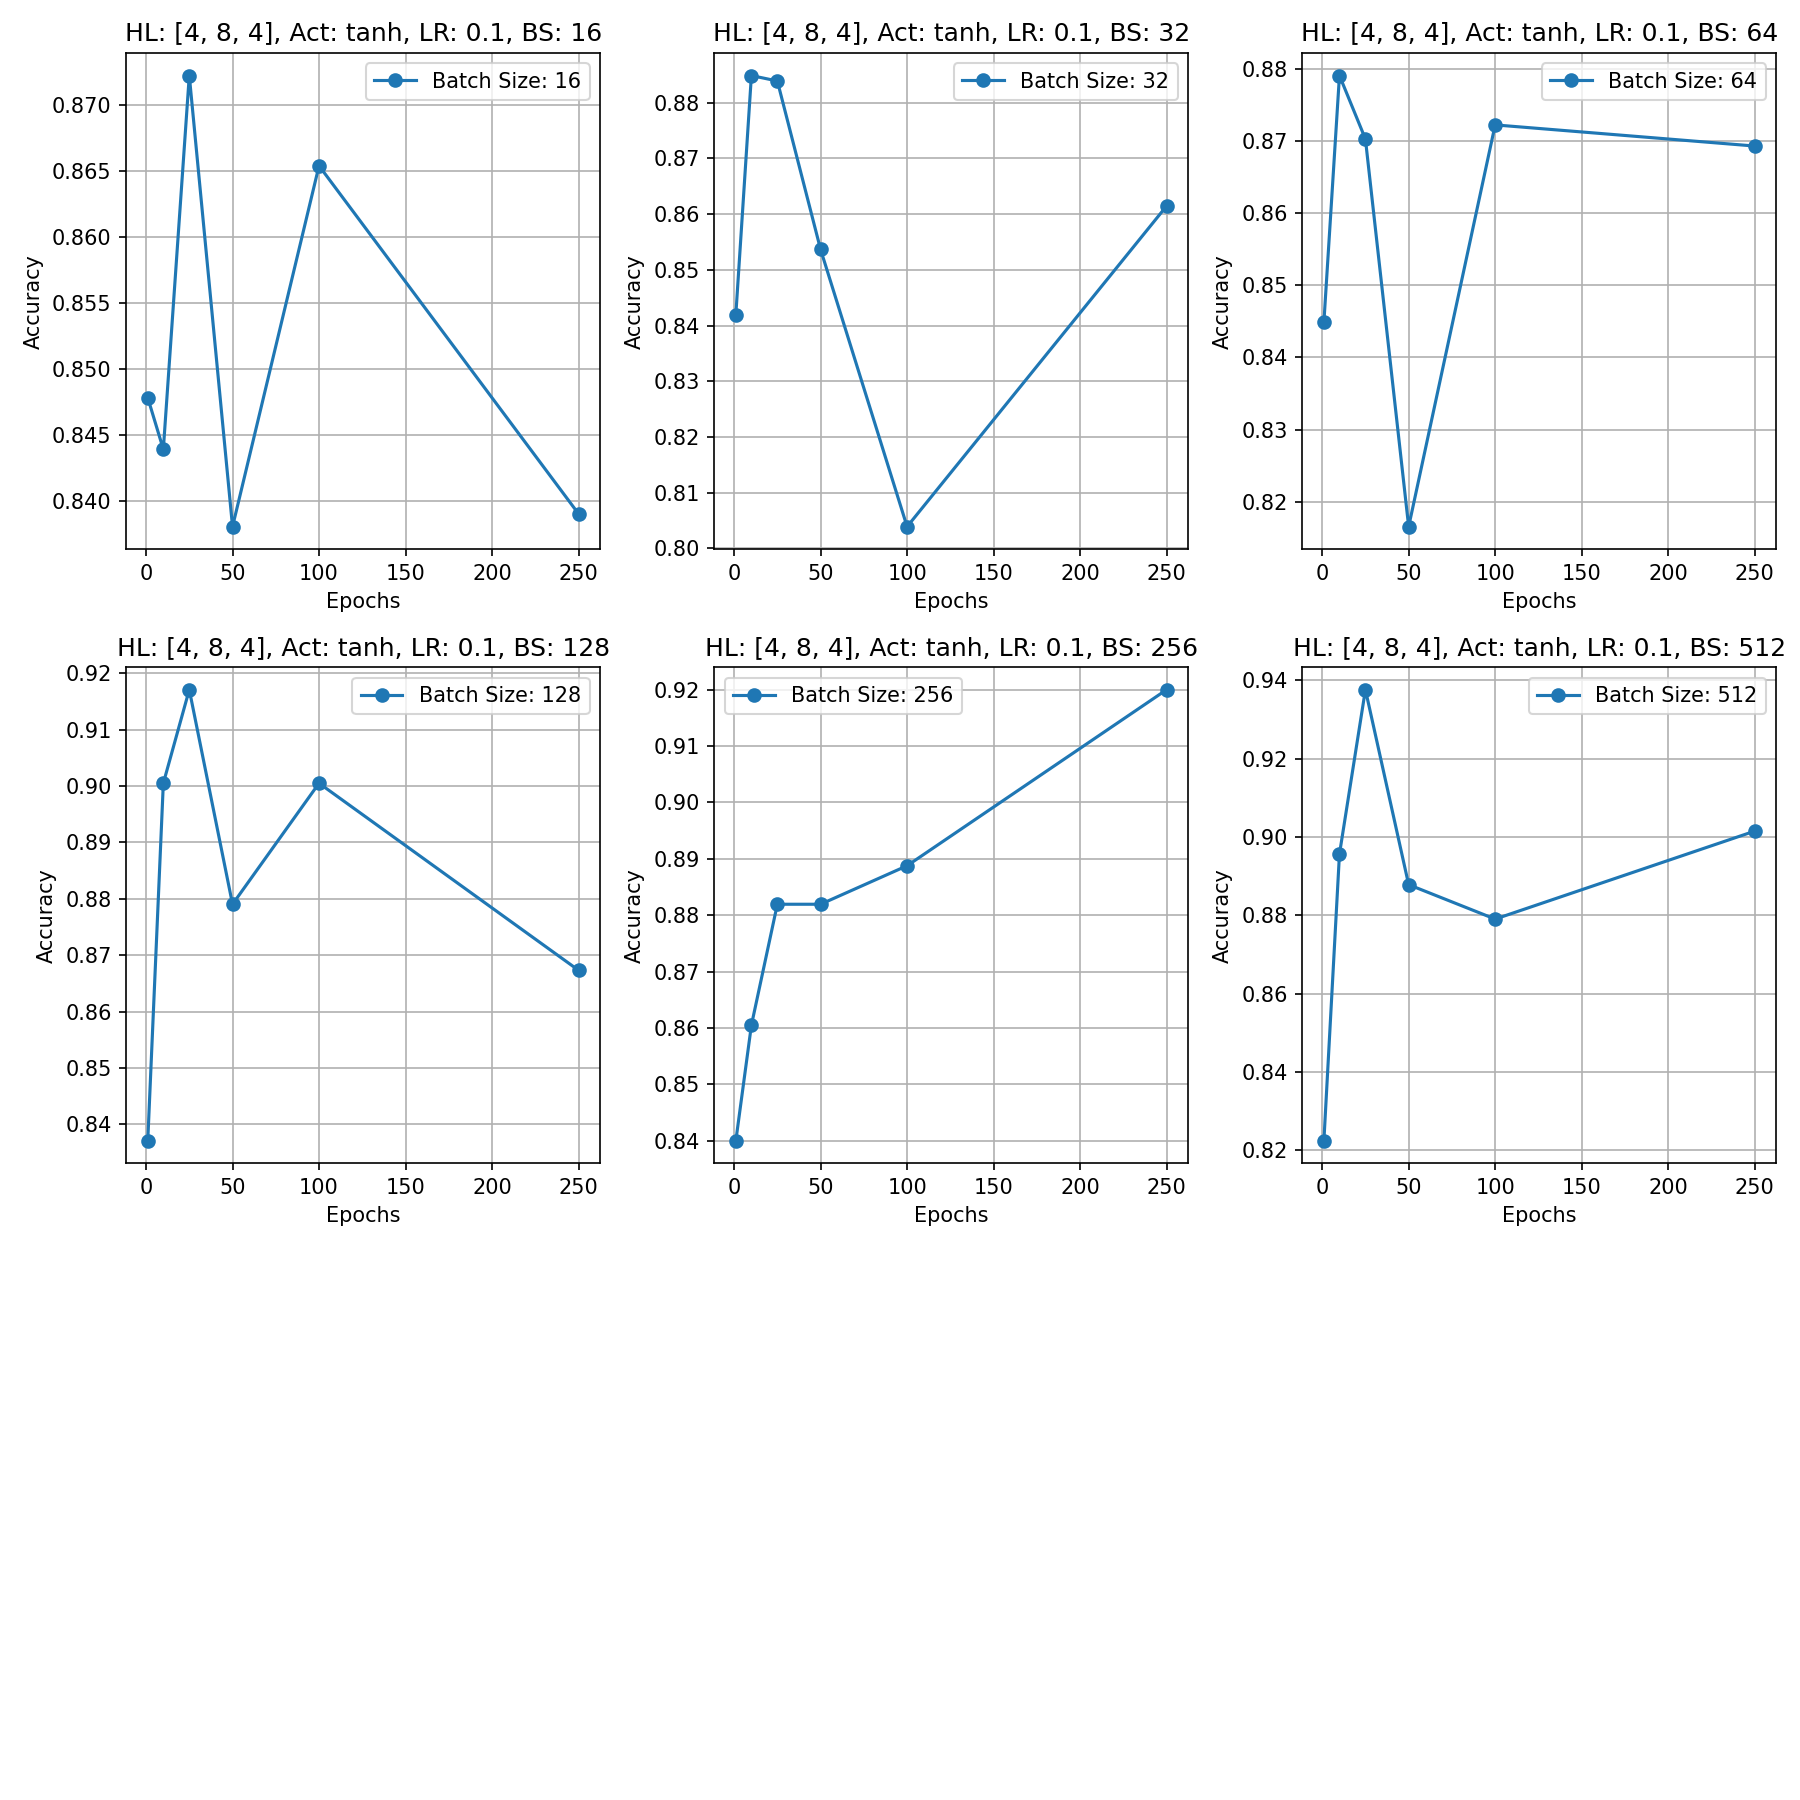 HL: [4, 8, 4], Act: tanh, LR: 0.1, BS: 16
Batch Size: 16
0.870
0.865
0.860
0.855
0.850
0.845
0.840
Accuracy
0 50 100 150 200 250
Epochs
HL: [4, 8, 4], Act: tanh, LR: 0.1, BS: 32
Batch Size: 32
0.88
0.87
0.86
0.85
0.84
0.83
0.82
0.81
0.80
Accuracy
0 50 100 150 200 250
Epochs
HL: [4, 8, 4], Act: tanh, LR: 0.1, BS: 64
Batch Size: 64
0.88
0.87
0.86
0.85
0.84
0.83
0.82
Accuracy
0 50 100 150 200 250
Epochs
HL: [4, 8, 4], Act: tanh, LR: 0.1, BS: 128
Batch Size: 128
0.92
0.91
0.90
0.89
0.88
0.87
0.86
0.85
0.84
Accuracy
0 50 100 150 200 250
Epochs
HL: [4, 8, 4], Act: tanh, LR: 0.1, BS: 256
Batch Size: 256
0.92
0.91
0.90
0.89
0.88
0.87
0.86
0.85
0.84
Accuracy
0 50 100 150 200 250
Epochs
HL: [4, 8, 4], Act: tanh, LR: 0.1, BS: 512
Batch Size: 512
0.94
0.92
0.90
0.88
0.86
0.84
0.82
Accuracy
0 50 100 150 200 250
Epochs